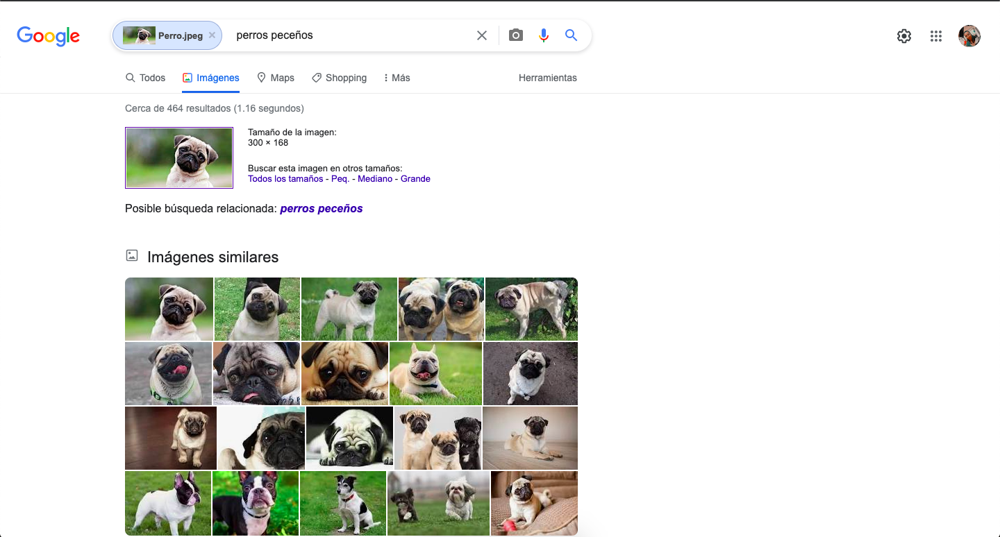 Google
Perro.jpeg × perros peceños
Todos Imágenes Maps Shopping Más Herramientas
Cerca de 464 resultados (1.16 segundos)
Tamaño de la imagen:
300 × 168
Buscar esta imagen en otros tamaños:
Todos los tamaños - Peq. - Mediano - Grande
Posible búsqueda relacionada: perros peceños
Imágenes similares